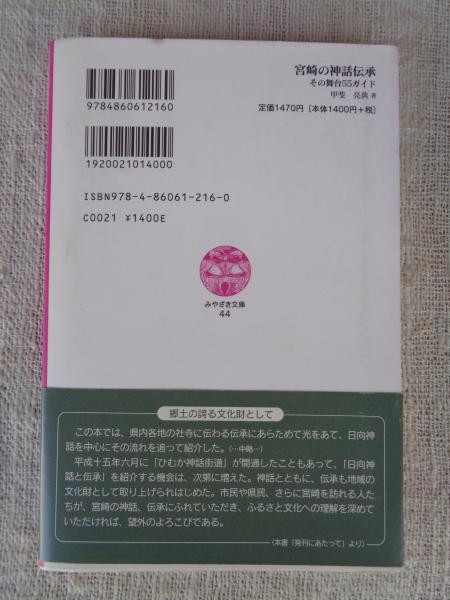 宮崎の神話伝承
その舞台55ガイド
甲斐 亮典 著
定価1470円 [本体1400円+税]
9784860612160
1920021014000
ISBN978-4-86061-216-0
C0021 ¥1400E
みやざき文庫
44
郷土の誇る文化財として
この本では、県内各地の社寺に伝わる伝承にあらためて光をあて、日向神
話を中心にその流れを追って紹介した。(…中略…)
平成十五年六月に「ひむか神話街道」が開通したこともあって、「日向神
話と伝承」を紹介する機会は、次第に増えた。神話とともに、伝承も地域の
文化財として取り上げられはじめた。市民や県民、さらに宮崎を訪れる人た
ちが、宮崎の神話、伝承にふれていただき、ふるさと文化への理解を深めて
いただければ、望外のよろこびである。
(本書「発刊にあたって」より)